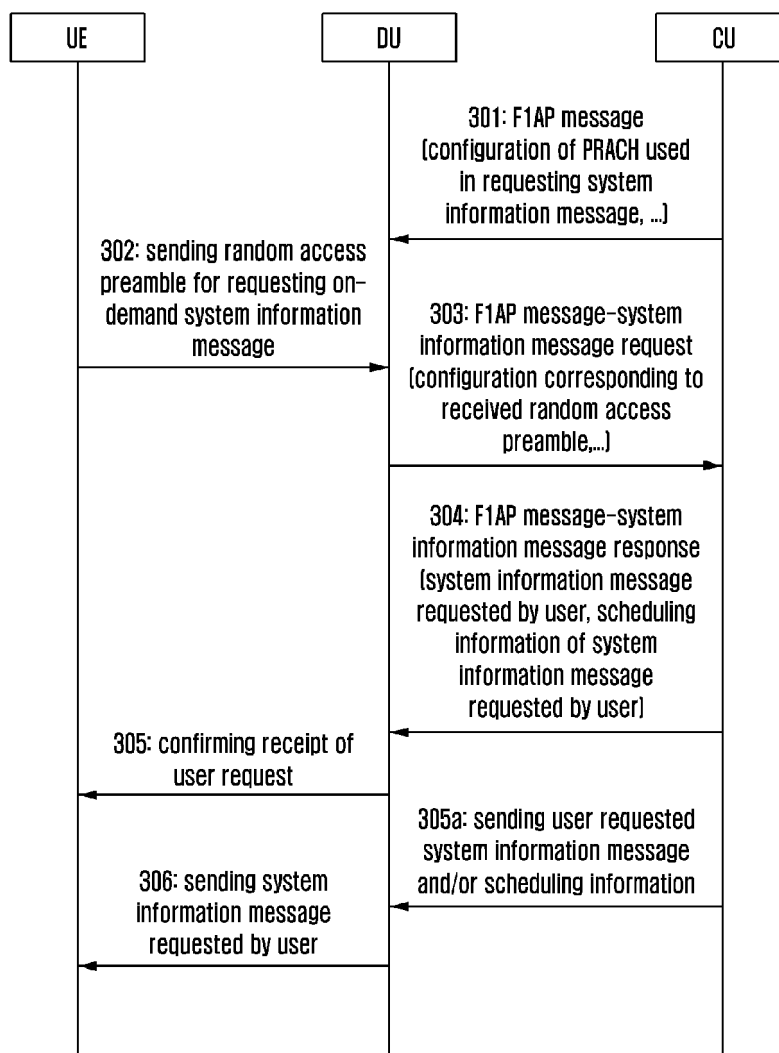 UE
DU
CU
301: F1AP message
(configuration of PRACH used
in requesting system
information message, ...)
302: sending random access
preamble for requesting on-
demand system information
message
303: F1AP message-system
information message request
(configuration corresponding to
received random access
preamble,...)
304: F1AP message-system
information message response
(system information message
requested by user, scheduling
information of system
information message
requested by user)
305: confirming receipt of
user request
305a: sending user requested
system information message
and/or scheduling information
306: sending system
information message
requested by user